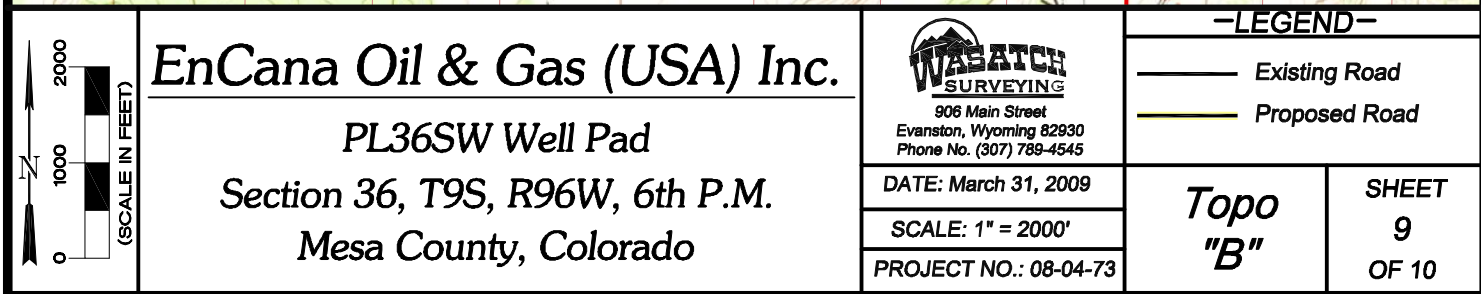 2000
1000
0
(SCALE IN FEET)
N
EnCana Oil & Gas (USA) Inc.
PL36SW Well Pad
Section 36, T9S, R96W, 6th P.M.
Mesa County, Colorado
WASATCH
SURVEYING
906 Main Street
Evanston, Wyoming 82930
Phone No. (307) 789-4545
DATE: March 31, 2009
SCALE: 1" = 2000'
PROJECT NO.: 08-04-73
-LEGEND-
Existing Road
Proposed Road
Topo
"B"
SHEET
9
OF 10